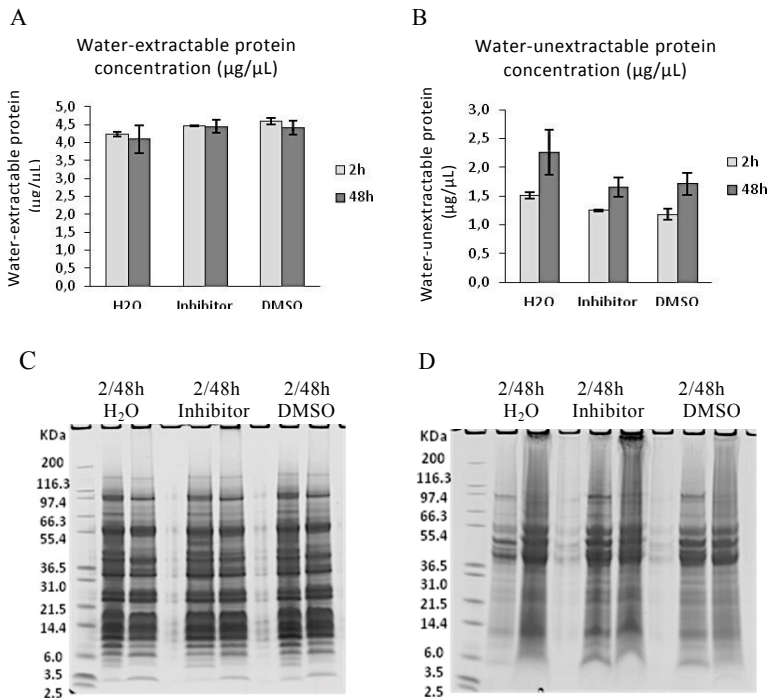 A
Water-extractable protein
concentration (µg/µL)
Water-extractable protein
(µg/µL)
5,0
4,5
4,0
3,5
3,0
2,5
2,0
1,5
1,0
0,5
0,0
H2O Inhibitor DMSO
2h
48h
B
Water-unextractable protein
concentration (µg/µL)
Water-unextractable protein
(µg/µL)
3,0
2,5
2,0
1,5
1,0
0,5
0,0
H2O Inhibitor DMSO
2h
48h
C
2/48h 2/48h 2/48h
H₂O Inhibitor DMSO
KDa
200
116.3
97.4
66.3
55.4
36.5
31.0
21.5
14.4
6.0
3.5
2.5
D
2/48h 2/48h 2/48h
H₂O Inhibitor DMSO
KDa
200
116.3
97.4
66.3
55.4
36.5
31.0
21.5
14.4
6.0
3.5
2.5